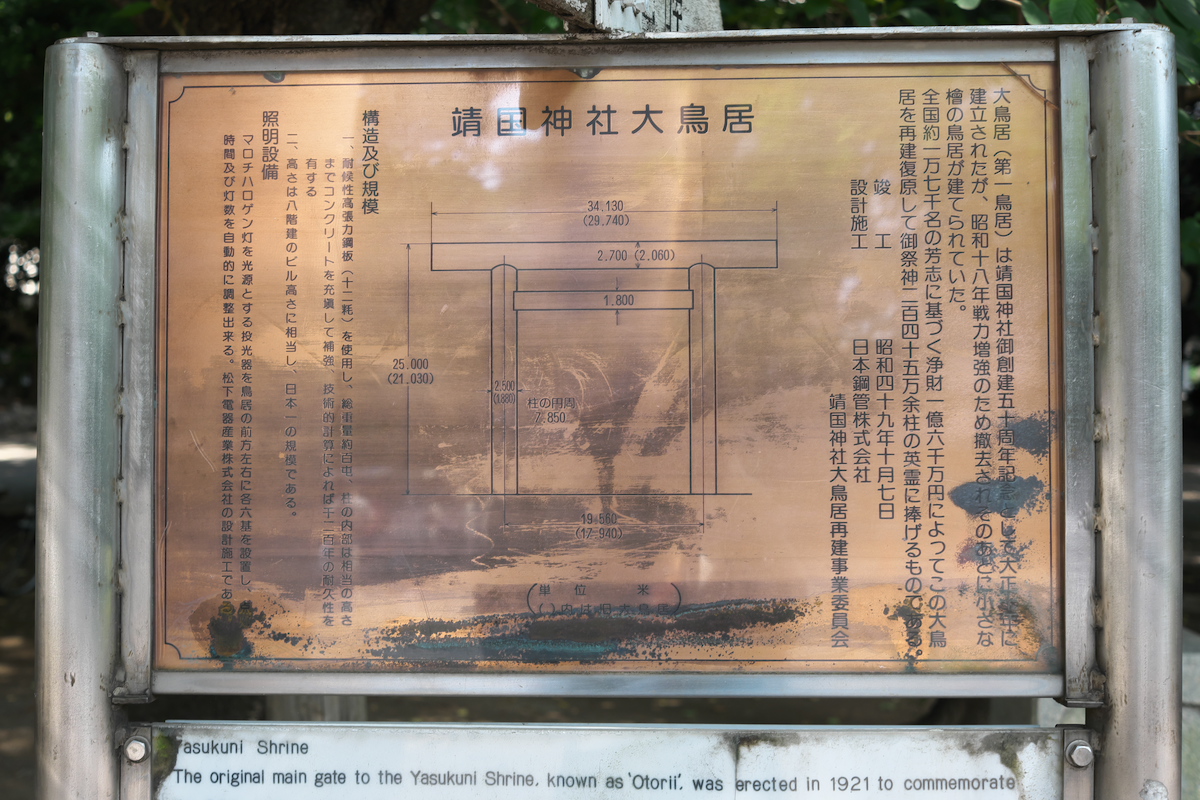 靖国神社大鳥居
大鳥居（第一鳥居）は靖国神社御創建五十周年記念として大正十年に
建立されたが、昭和十八年戦力増強のため撤去されそのあとに小さな
檜の鳥居が建てられていた。
全国約一万七千名の芳志に基づく浄財一億六千万円によってこの大鳥
居を再建復原して御祭神二百四十五万余柱の英霊に捧げるものである。
竣工 昭和四十九年十月七日
設計施工 日本鋼管株式会社
靖国神社大鳥居再建事業委員会
34.130
(29.740)
2.700 (2.060)
1.800
25.000
(21.030)
2.500
(1.880)
柱の円周
7.850
19.560
(17.940)
単位 米
( )内は旧大鳥居
構造及び規模
一、耐候性高張力鋼板（十二粍）を使用し、総重量約百屯、柱の内部は相当の高さ
までコンクリートを充塡して補強、技術的計算によれば千二百年の耐久性を
有する
二、高さは八階建のビル高さに相当し、日本一の規模である。
照明設備
マロチハロゲン灯を光源とする投光器を鳥居の前方左右に各六基を設置し、
時間及び灯数を自動的に調整出来る。松下電器産業株式会社の設計施工である
Yasukuni Shrine
The original main gate to the Yasukuni Shrine, known as 'Otorii', was erected in 1921 to commemorate